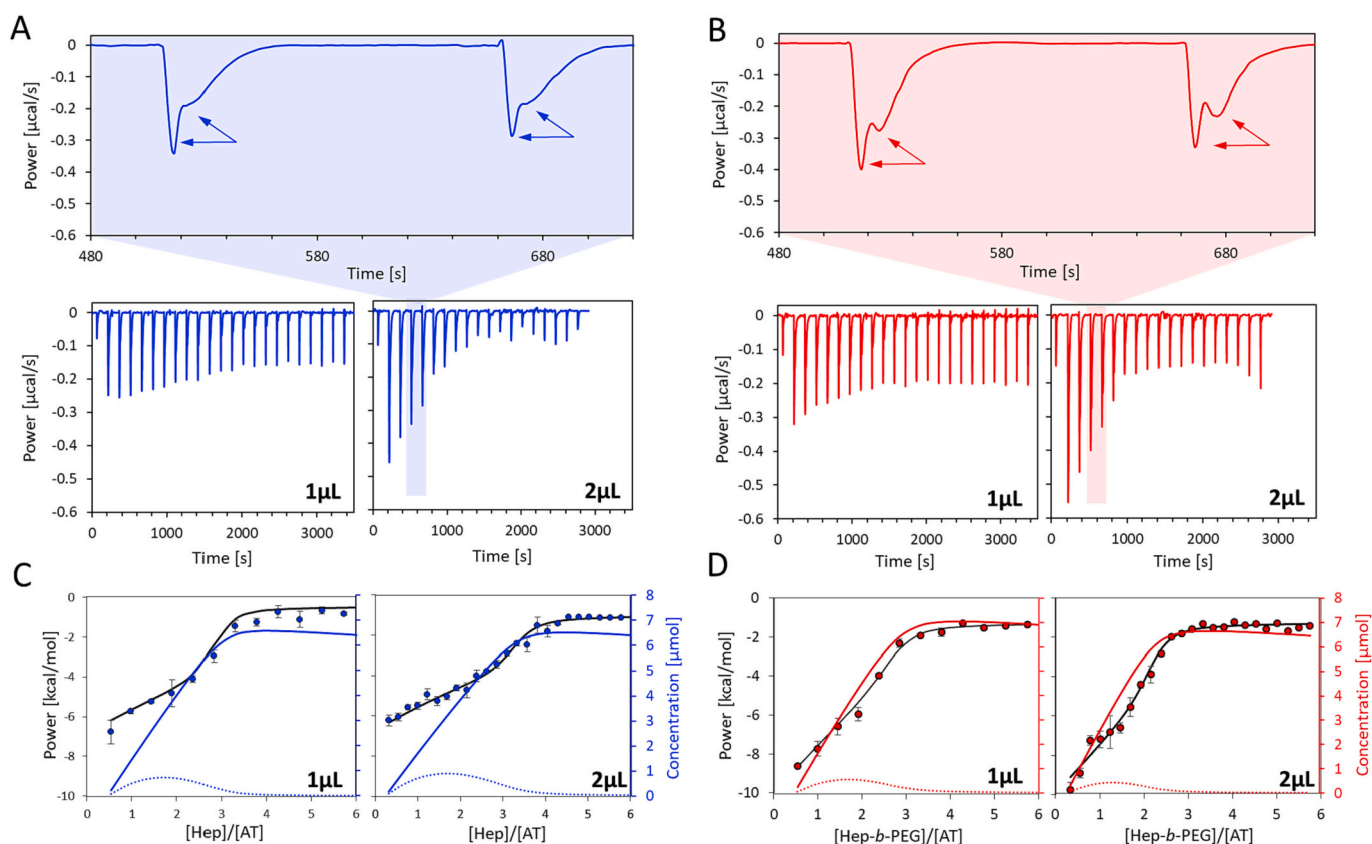 A
Power [µcal/s]
0
-0.1
-0.2
-0.3
-0.4
-0.5
-0.6
480
580
680
Time [s]
Power [µcal/s]
0
-0.1
-0.2
-0.3
-0.4
-0.5
-0.6
1µL
2µL
0 1000 2000 3000
0 1000 2000 3000
Time [s]
Time [s]
B
Power [µcal/s]
0
-0.1
-0.2
-0.3
-0.4
-0.5
-0.6
480
580
680
Time [s]
Power [µcal/s]
0
-0.1
-0.2
-0.3
-0.4
-0.5
-0.6
1µL
2µL
0 1000 2000 3000
0 1000 2000 3000
Time [s]
Time [s]
C
Power [kcal/mol]
0
-2
-4
-6
-8
-10
1µL
2µL
0 1 2 3 4 5 6
0 1 2 3 4 5 6
[Hep]/[AT]
[Hep]/[AT]
8
7
6
5
4
3
2
1
0
Concentration [µmol]
D
Power [kcal/mol]
0
-2
-4
-6
-8
-10
1µL
2µL
0 1 2 3 4 5 6
0 1 2 3 4 5 6
[Hep-b-PEG]/[AT]
[Hep-b-PEG]/[AT]
8
7
6
5
4
3
2
1
0
Concentration [µmol]